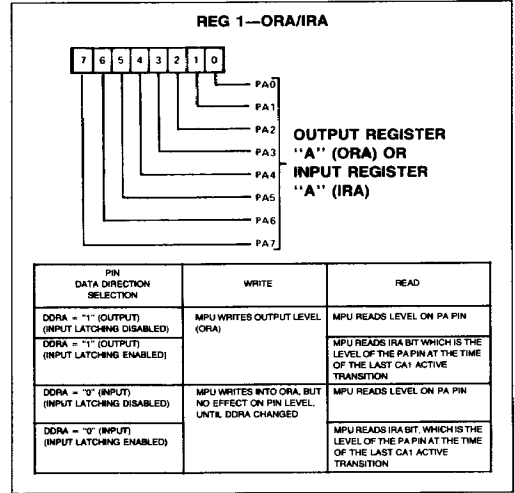 REG 1—ORA/IRA
7 6 5 4 3 2 1 0
PA0
PA1
PA2
PA3
PA4
PA5
PA6
PA7
OUTPUT REGISTER
"A" (ORA) OR
INPUT REGISTER
"A" (IRA)
PIN
DATA DIRECTION
SELECTION
WRITE
READ
DDRA = "1" (OUTPUT)
(INPUT LATCHING DISABLED)
MPU WRITES OUTPUT LEVEL
(ORA)
MPU READS LEVEL ON PA PIN
DDRA = "1" (OUTPUT)
(INPUT LATCHING ENABLED)
MPU READS IRA BIT WHICH IS THE
LEVEL OF THE PA PIN AT THE TIME
OF THE LAST CA1 ACTIVE
TRANSITION
DDRA = "0" (INPUT)
(INPUT LATCHING DISABLED)
MPU WRITES INTO ORA, BUT
NO EFFECT ON PIN LEVEL,
UNTIL DDRA CHANGED
MPU READS LEVEL ON PA PIN
DDRA = "0" (INPUT)
(INPUT LATCHING ENABLED)
MPU READS IRA BIT, WHICH IS THE
LEVEL OF THE PA PIN AT THE TIME
OF THE LAST CA1 ACTIVE
TRANSITION